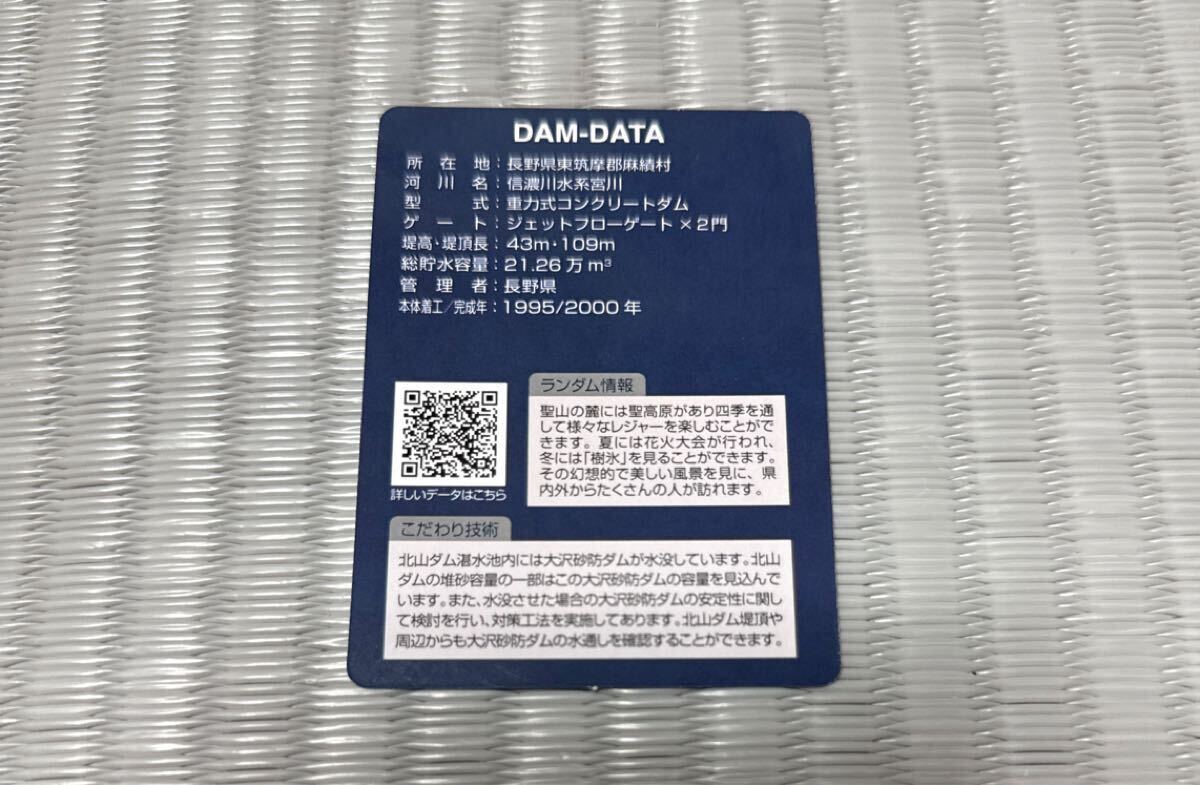 DAM-DATA
所在地：長野県東筑摩郡麻績村
河川名：信濃川水系宮川
型式：重力式コンクリートダム
ゲート：ジェットフローゲート×2門
堤高・堤頂長：43m・109m
総貯水容量：21.26万m³
管理者：長野県
本体着工／完成年：1995/2000年
ランダム情報
聖山の麓には聖高原があり四季を通
して様々なレジャーを楽しむことがで
きます。夏には花火大会が行われ、
冬には「樹氷」を見ることができます。
その幻想的で美しい風景を見に、県
内外からたくさんの人が訪れます。
詳しいデータはこちら
こだわり技術
北山ダム湛水池内には大沢砂防ダムが水没しています。北山
ダムの堆砂容量の一部はこの大沢砂防ダムの容量を見込んで
います。また、水没させた場合の大沢砂防ダムの安定性に関し
て検討を行い、対策工法を実施してあります。北山ダム堤頂や
周辺からも大沢砂防ダムの水通しを確認することができます。